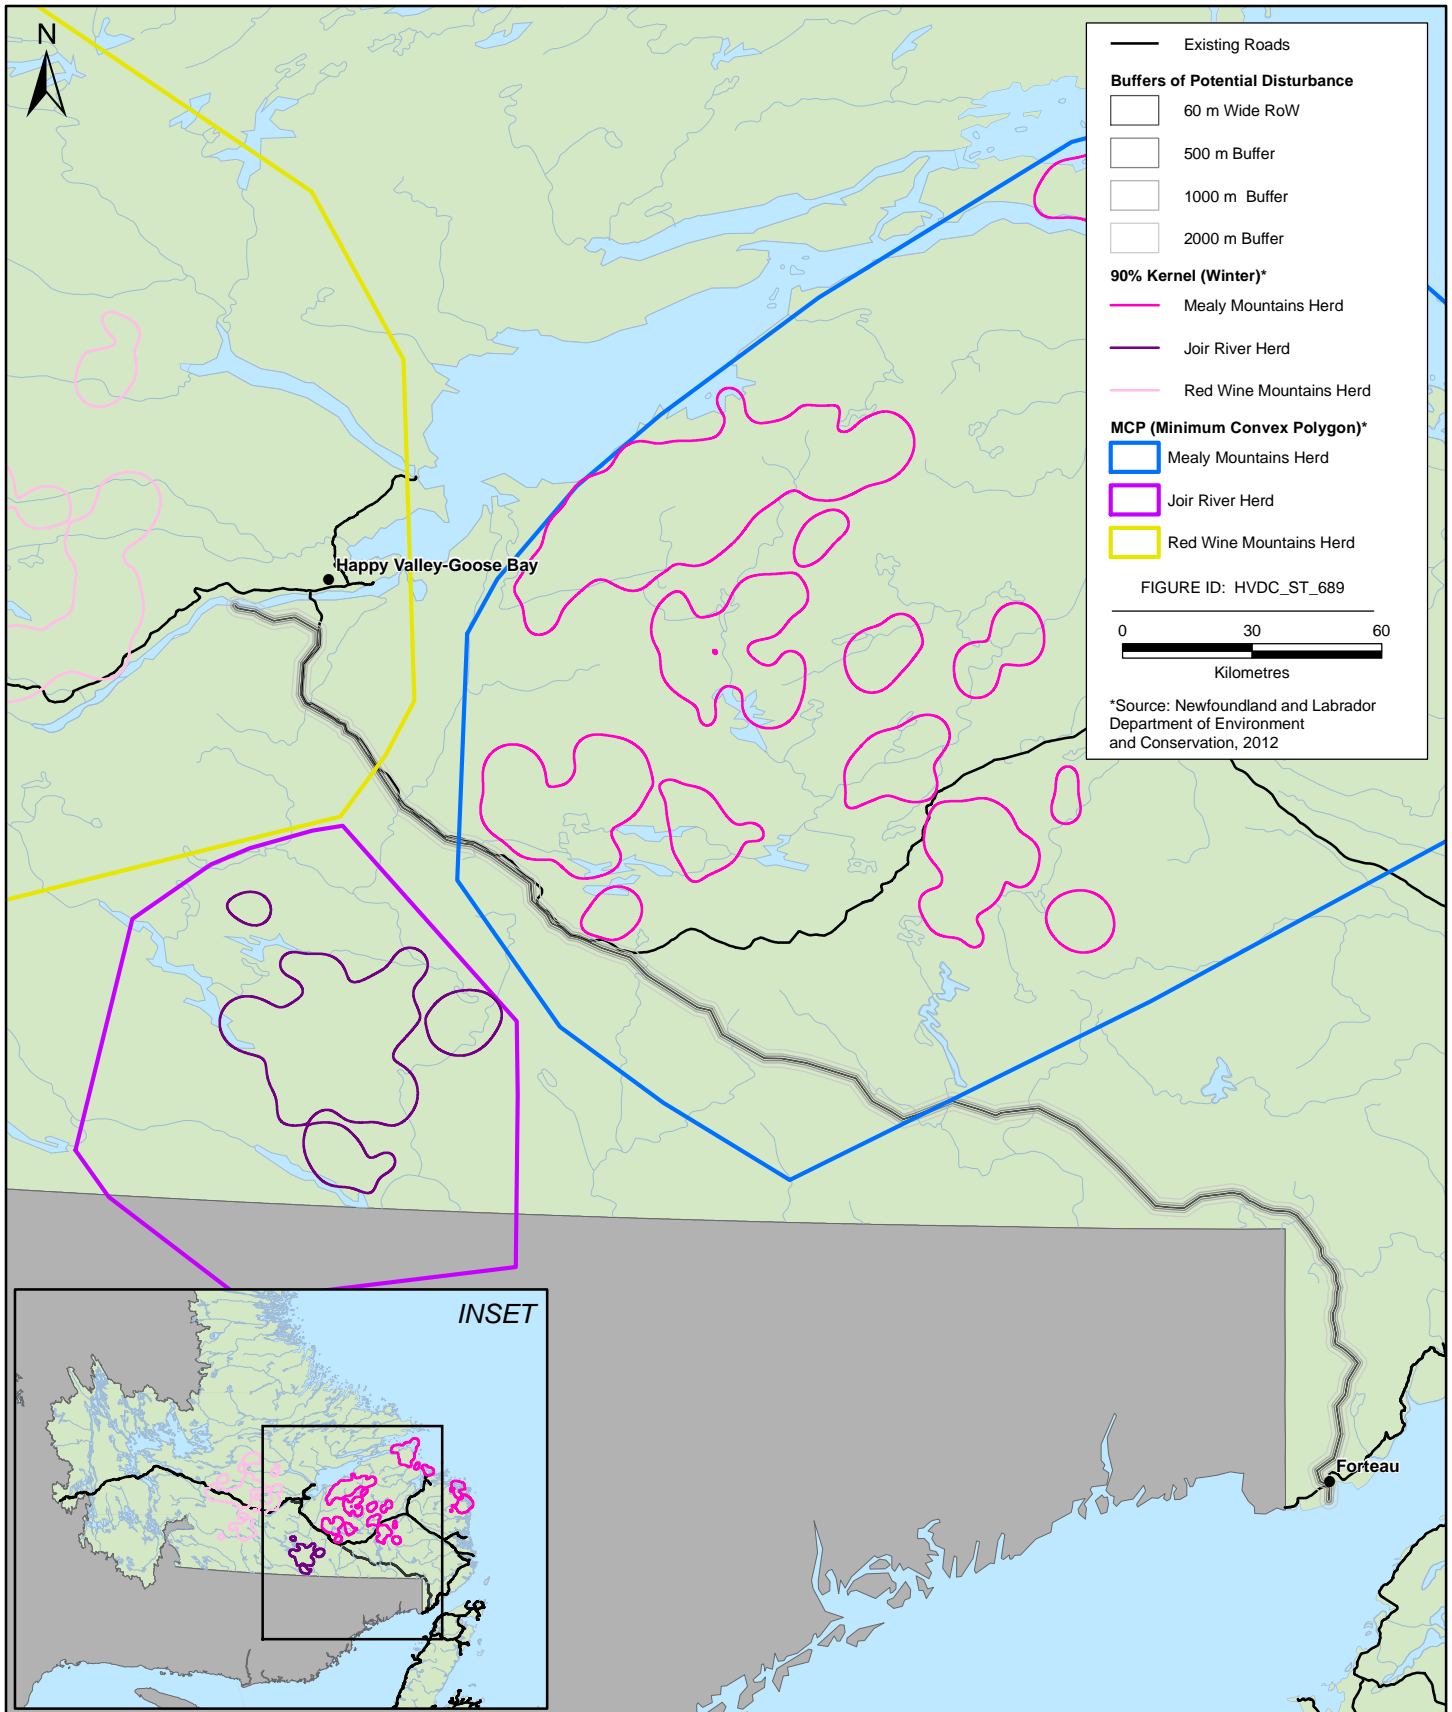 N
Existing Roads
Buffers of Potential Disturbance
60 m Wide RoW
500 m Buffer
1000 m  Buffer
2000 m Buffer
90% Kernel (Winter)*
Mealy Mountains Herd
Joir River Herd
Red Wine Mountains Herd
MCP (Minimum Convex Polygon)*
Mealy Mountains Herd
Joir River Herd
Red Wine Mountains Herd
FIGURE ID:  HVDC_ST_689
0 30 60
Kilometres
*Source: Newfoundland and Labrador
Department of Environment
and Conservation, 2012
Happy Valley-Goose Bay
INSET
Forteau